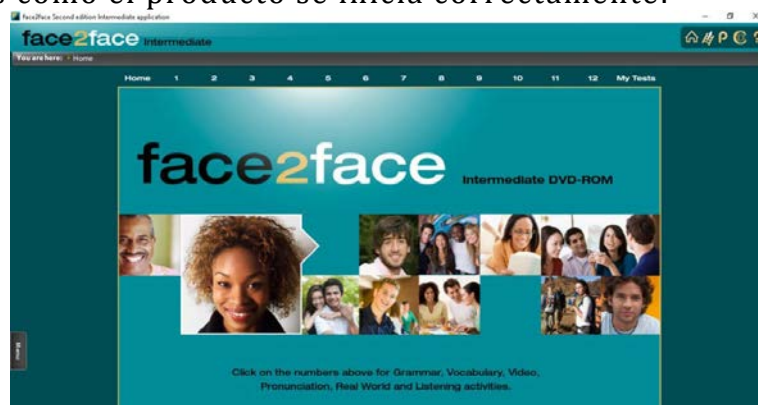 como el producto se inicia correctamente.
face2face Second edition Intermediate application
face2face Intermediate
You are here: Home
Home 1 2 3 4 5 6 7 8 9 10 11 12 My Tests
face2face Intermediate DVD-ROM
Menu
Click on the numbers above for Grammar, Vocabulary, Video,
Pronunciation, Real World and Listening activities.